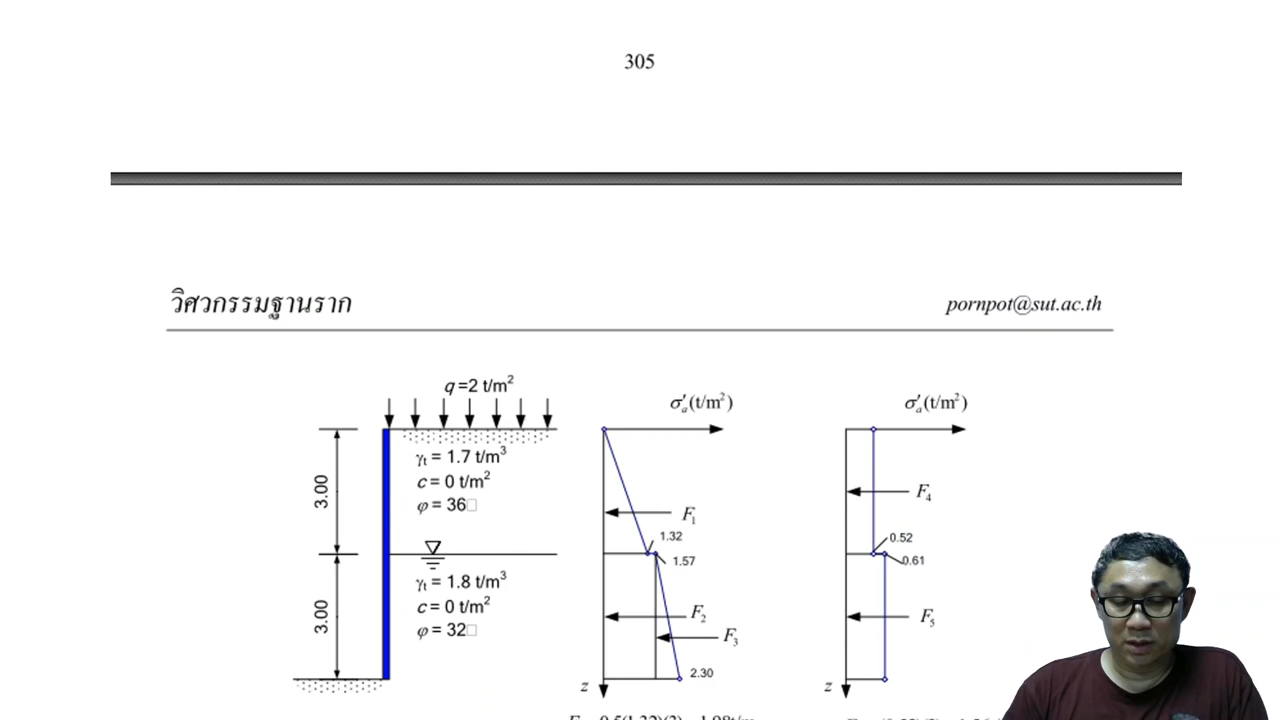 305
วิศวกรรมฐานราก
pornpot@sut.ac.th
q =2 t/m²
γt = 1.7 t/m³
c = 0 t/m²
φ = 36□
3.00
γt = 1.8 t/m³
c = 0 t/m²
φ = 32□
3.00
σ'a (t/m²)
F1
1.32
1.57
F2
F3
2.30
z
σ'a (t/m²)
F4
0.52
0.61
F5
z